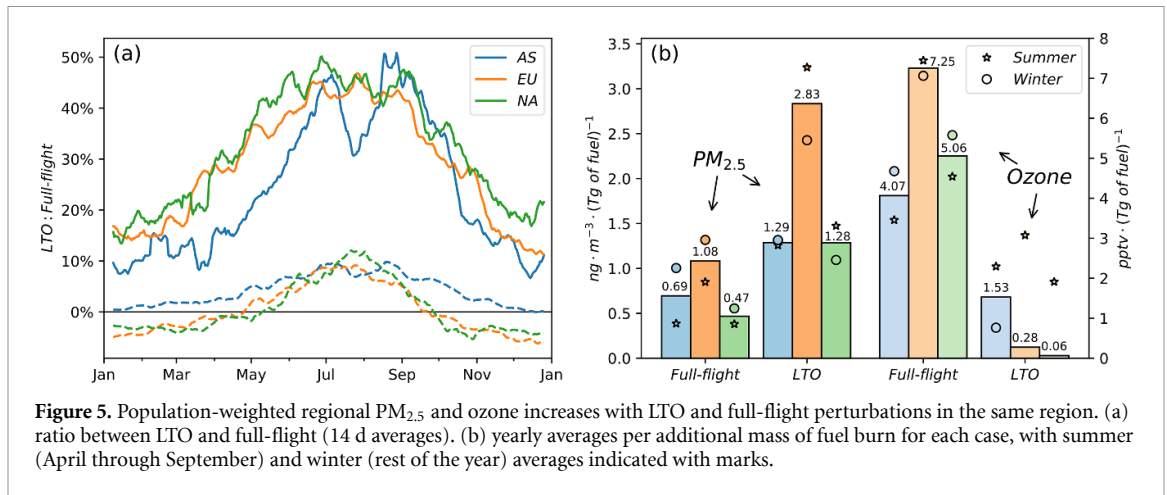 (a)
AS
EU
NA
LTO : Full-flight
50%
40%
30%
20%
10%
0%
Jan Mar May Jul Sep Nov Jan
(b)
Summer
Winter
ng · m⁻³ · (Tg of fuel)⁻¹
3.5
3.0
2.5
2.0
1.5
1.0
0.5
0.0
PM₂.₅
Ozone
0.69
1.08
0.47
1.29
2.83
1.28
4.07
7.25
5.06
1.53
0.28
0.06
Full-flight LTO Full-flight LTO
8
7
6
5
4
3
2
1
0
pptv · (Tg of fuel)⁻¹
Figure 5. Population-weighted regional PM₂.₅ and ozone increases with LTO and full-flight perturbations in the same region. (a)
ratio between LTO and full-flight (14 d averages). (b) yearly averages per additional mass of fuel burn for each case, with summer
(April through September) and winter (rest of the year) averages indicated with marks.